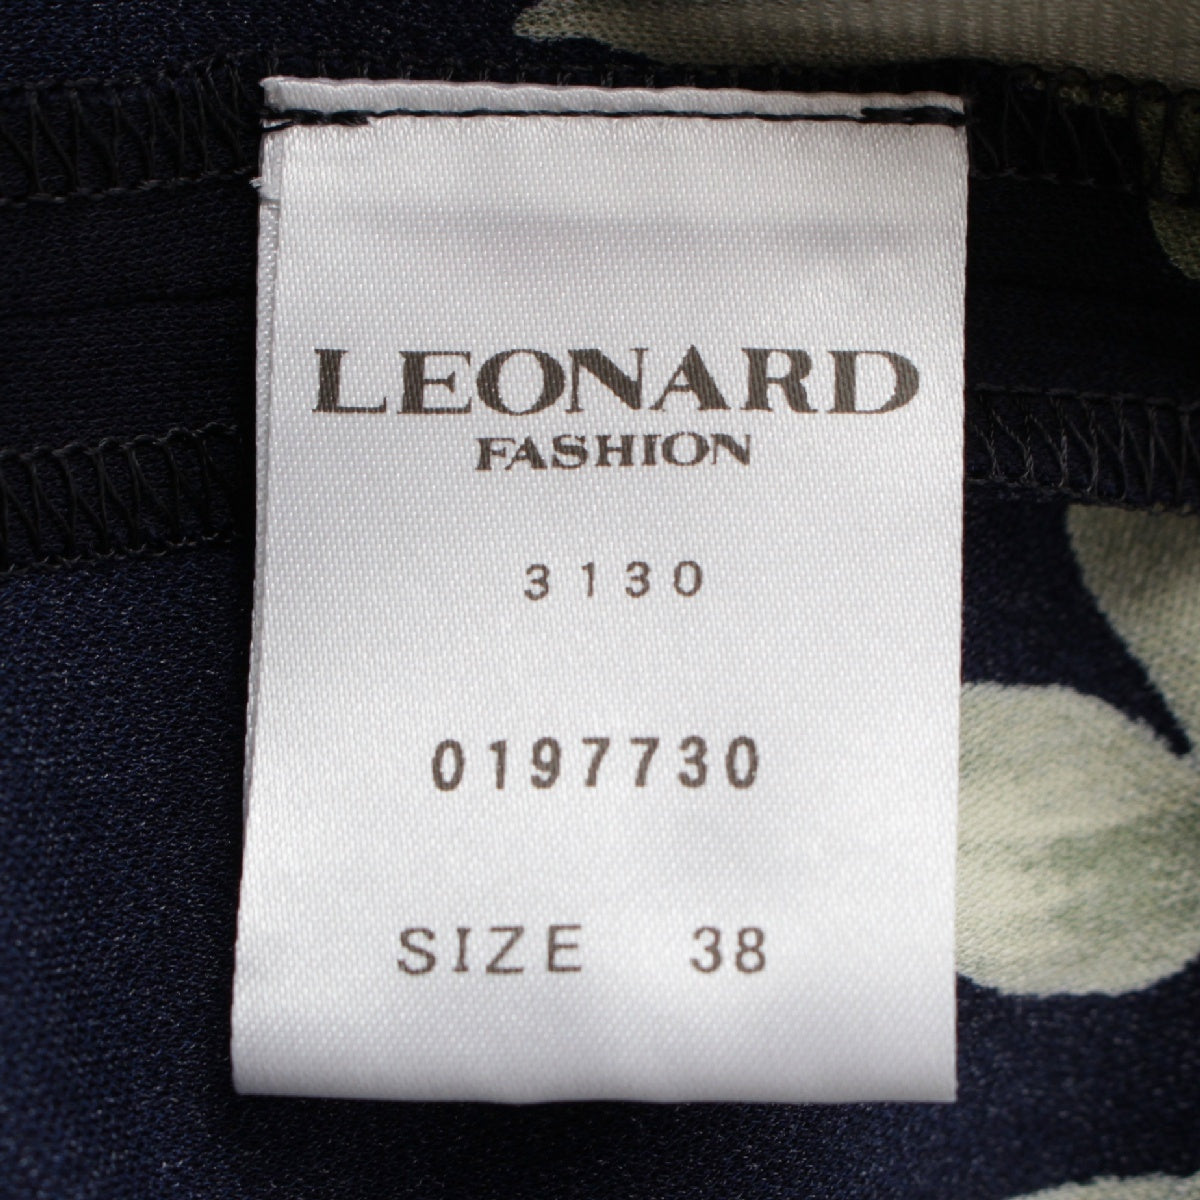 LEONARD
FASHION
3130
0197730
SIZE 38